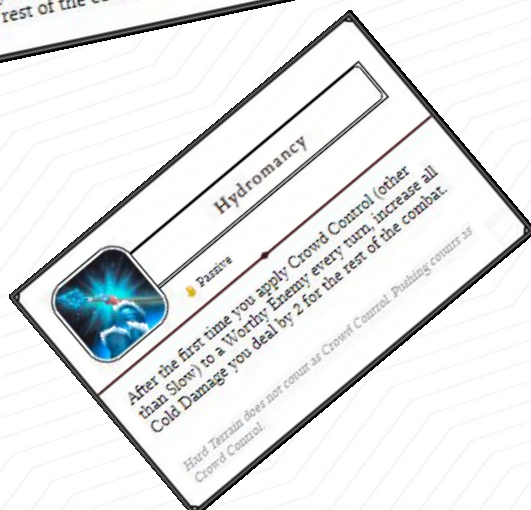 rest of the
Hydromancy
Passive
After the first time you apply Crowd Control (other
than Slow) to a Worthy Enemy every turn, increase all
Cold Damage you deal by 2 for the rest of the combat.
Hard Terrain does not count as Crowd Control. Pushing counts as
Crowd Control.